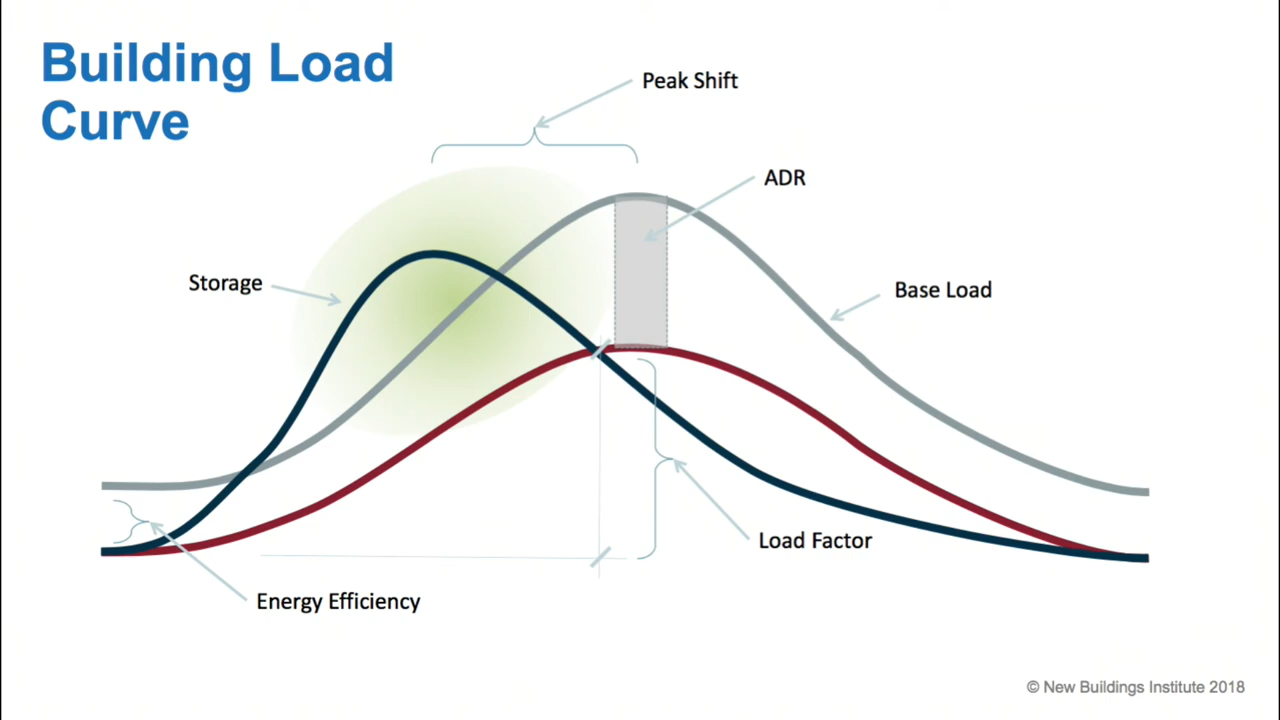 Building Load
Curve
Peak Shift
ADR
Storage
Base Load
Load Factor
Energy Efficiency
© New Buildings Institute 2018